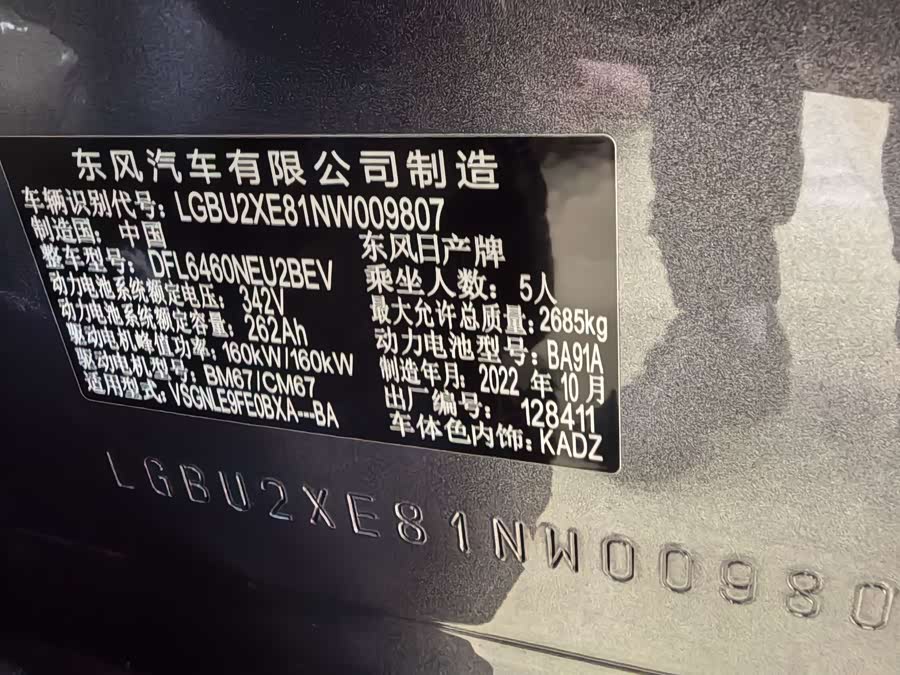 东风汽车有限公司制造
车辆识别代号: LGBU2XE81NW009807
制造国: 中国
东风日产牌
整车型号: DFL6460NEU2BEV
乘坐人数: 5人
动力电池系统额定电压: 342V
最大允许总质量: 2685kg
动力电池系统额定容量: 262Ah
动力电池型号: BA91A
驱动电机峰值功率: 160kW/160kW
制造年月: 2022 年 10 月
驱动电机型号: BM67/CM67
出厂编号: 128411
适用型式: VSGNLE9FE0BXA---BA
车体色内饰: KADZ
LGBU2XE81NW00980